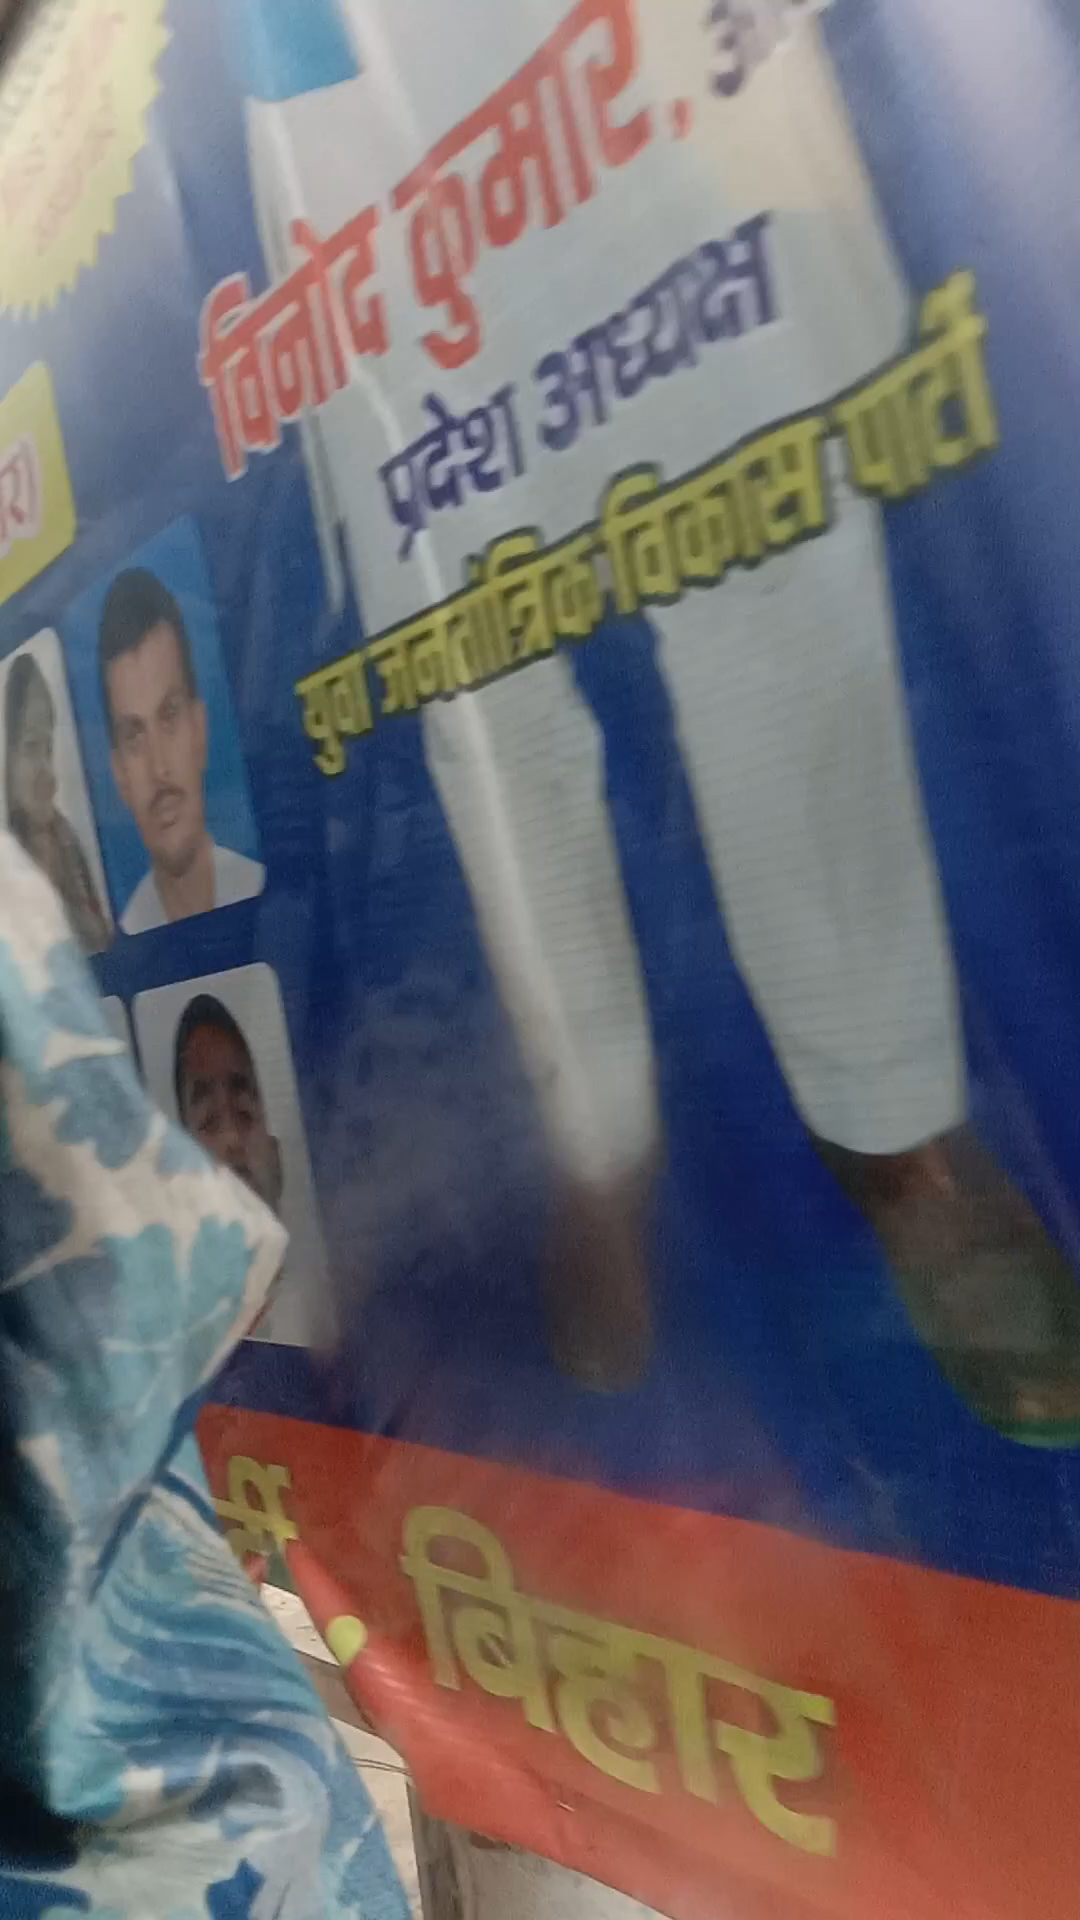 विनोद कुमार,
प्रदेश अध्यक्ष
युवा जनतांत्रिक विकास पार्टी
बिहार